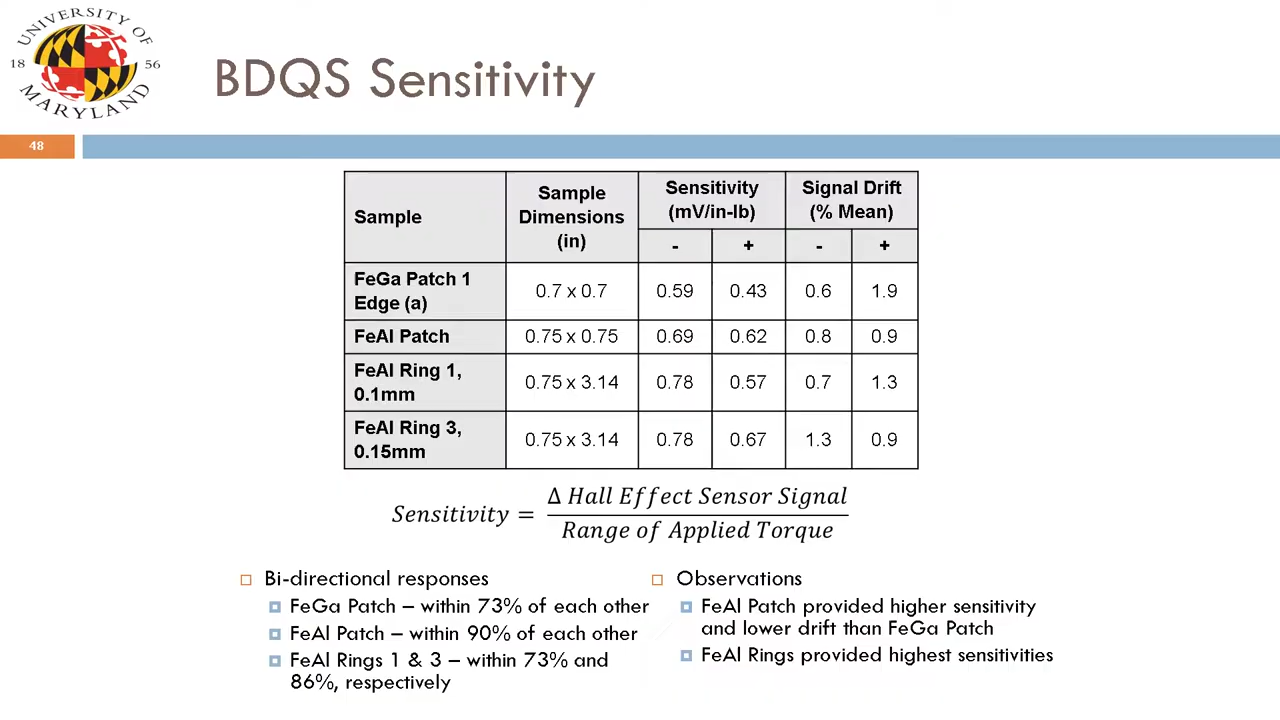 UNIVERSITY OF
18 56
MARYLAND
BDQS Sensitivity
48
Sample
Sample Dimensions (in)
Sensitivity (mV/in-lb)
Signal Drift (% Mean)
- + - +
FeGa Patch 1 Edge (a) 0.7 x 0.7 0.59 0.43 0.6 1.9
FeAl Patch 0.75 x 0.75 0.69 0.62 0.8 0.9
FeAl Ring 1, 0.1mm 0.75 x 3.14 0.78 0.57 0.7 1.3
FeAl Ring 3, 0.15mm 0.75 x 3.14 0.78 0.67 1.3 0.9
Sensitivity = Δ Hall Effect Sensor Signal
Range of Applied Torque
Bi-directional responses
FeGa Patch – within 73% of each other
FeAl Patch – within 90% of each other
FeAl Rings 1 & 3 – within 73% and
86%, respectively
Observations
FeAl Patch provided higher sensitivity
and lower drift than FeGa Patch
FeAl Rings provided highest sensitivities